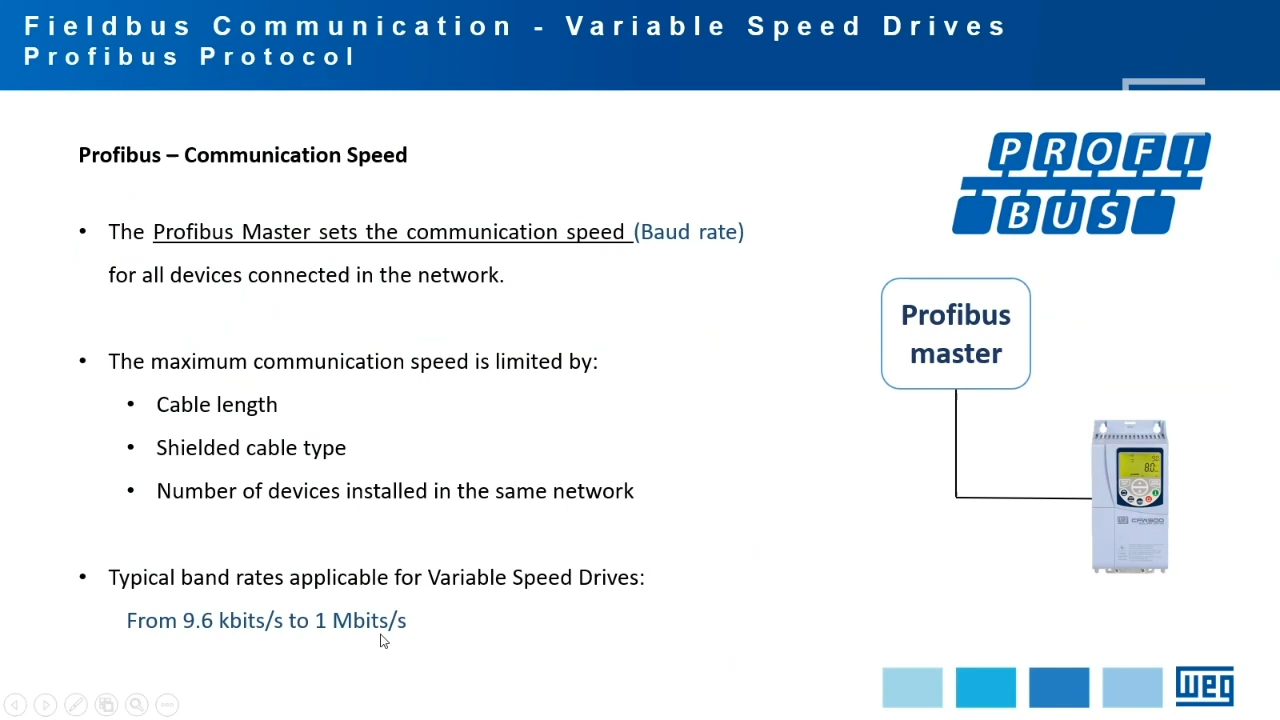 Fieldbus Communication - Variable Speed Drives
Profibus Protocol
Profibus – Communication Speed
PROFI
BUS
• The Profibus Master sets the communication speed (Baud rate)
for all devices connected in the network.
Profibus
master
• The maximum communication speed is limited by:
• Cable length
• Shielded cable type
• Number of devices installed in the same network
8.0
CFW500
• Typical band rates applicable for Variable Speed Drives:
From 9.6 kbits/s to 1 Mbits/s
weg